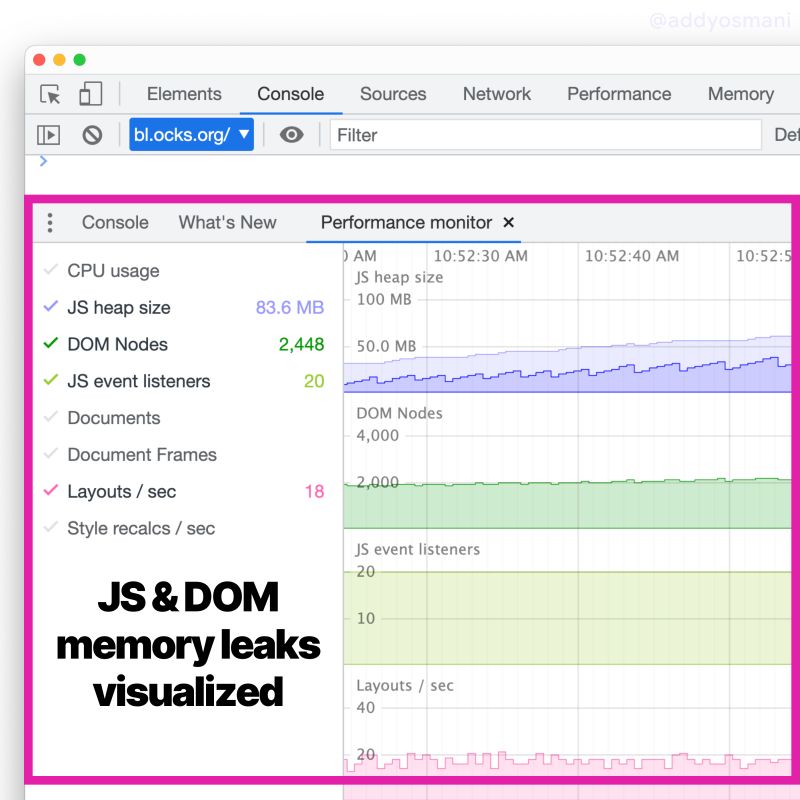 @addyosmani
Elements Console Sources Network Performance Memory
bl.ocks.org/ ▼ Filter Def
›
Console What's New Performance monitor ×
CPU usage
JS heap size 83.6 MB
DOM Nodes 2,448
JS event listeners 20
Documents
Document Frames
Layouts / sec 18
Style recalcs / sec
JS & DOM
memory leaks
visualized
0 AM 10:52:30 AM 10:52:40 AM 10:52:5
JS heap size
100 MB
50.0 MB
DOM Nodes
4,000
2,000
JS event listeners
20
10
Layouts / sec
40
20